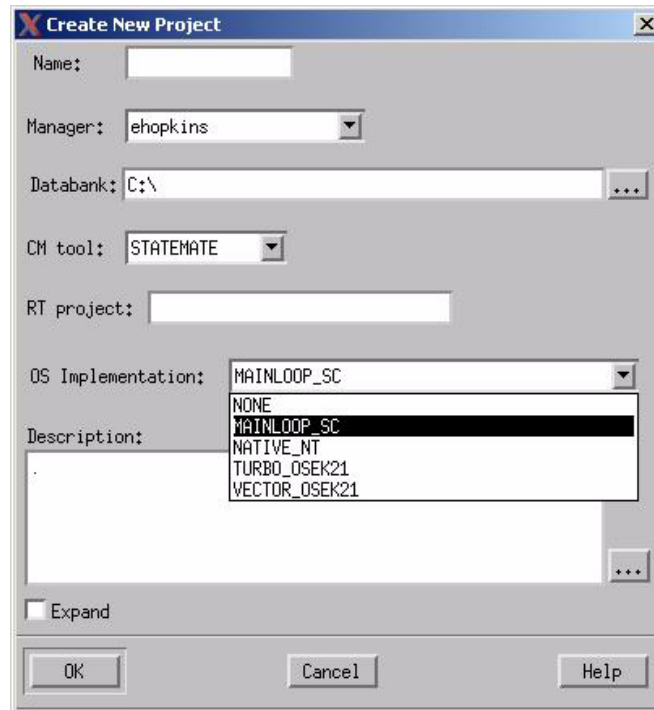 Create New Project
Name:
Manager: ehopkins
Databank: C:\ ...
CM tool: STATEMATE
RT project:
OS Implementation: MAINLOOP_SC
NONE
MAINLOOP_SC
NATIVE_NT
TURBO_OSEK21
VECTOR_OSEK21
Description:
.
...
Expand
OK Cancel Help